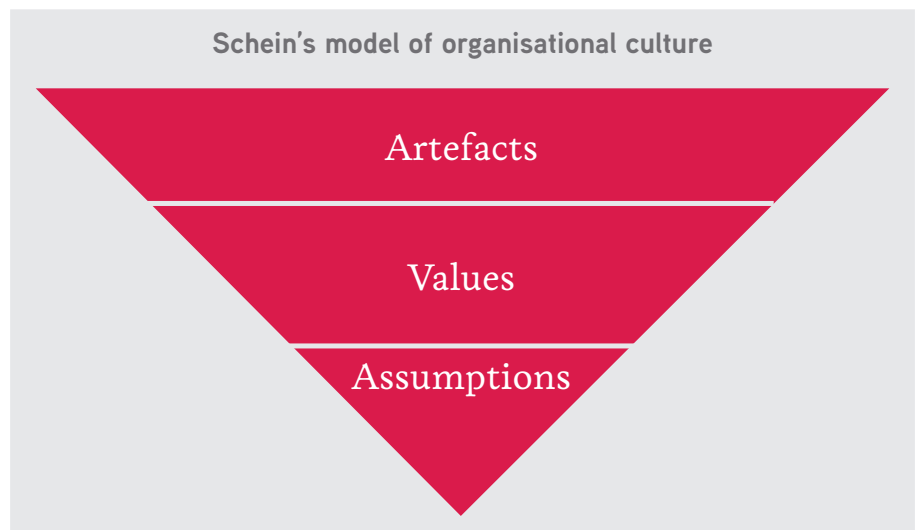 Schein’s model of organisational culture
Artefacts
Values
Assumptions